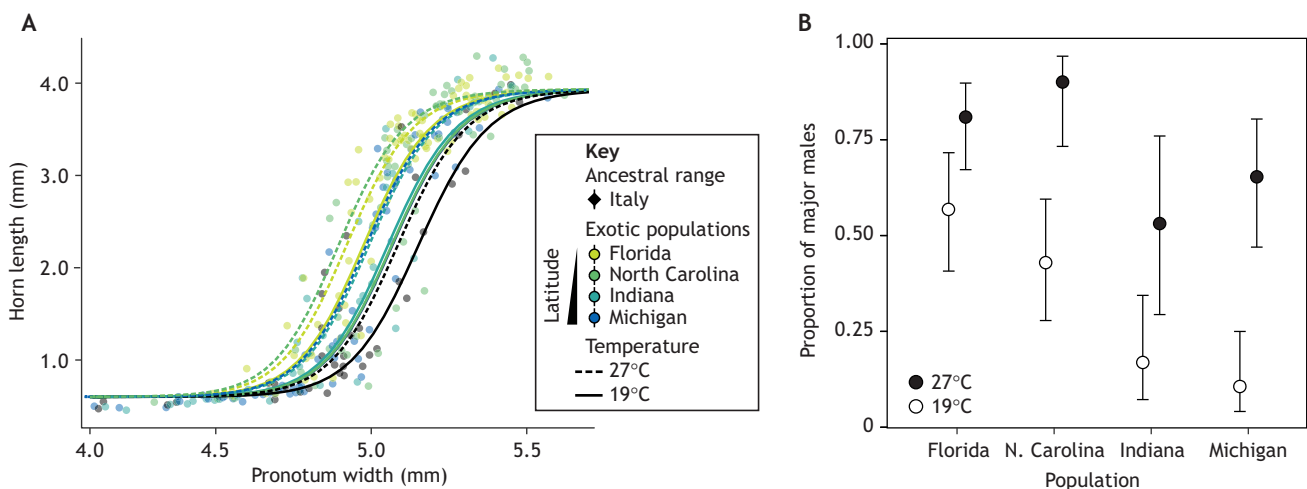 A
Horn length (mm)
4.0
3.0
2.0
1.0
4.0 4.5 5.0 5.5
Pronotum width (mm)
Key
Ancestral range
Italy
Exotic populations
Latitude
Florida
North Carolina
Indiana
Michigan
Temperature
27°C
19°C
B
Proportion of major males
1.00
0.75
0.50
0.25
0
27°C
19°C
Florida N. Carolina Indiana Michigan
Population